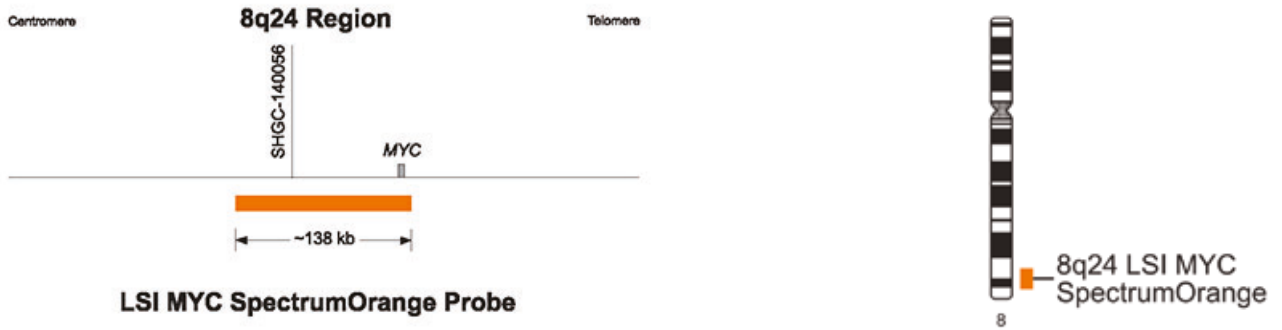 Centromere
8q24 Region
Telomere
SHGC-140056
MYC
~138 kb
LSI MYC SpectrumOrange Probe
8q24 LSI MYC
SpectrumOrange
8